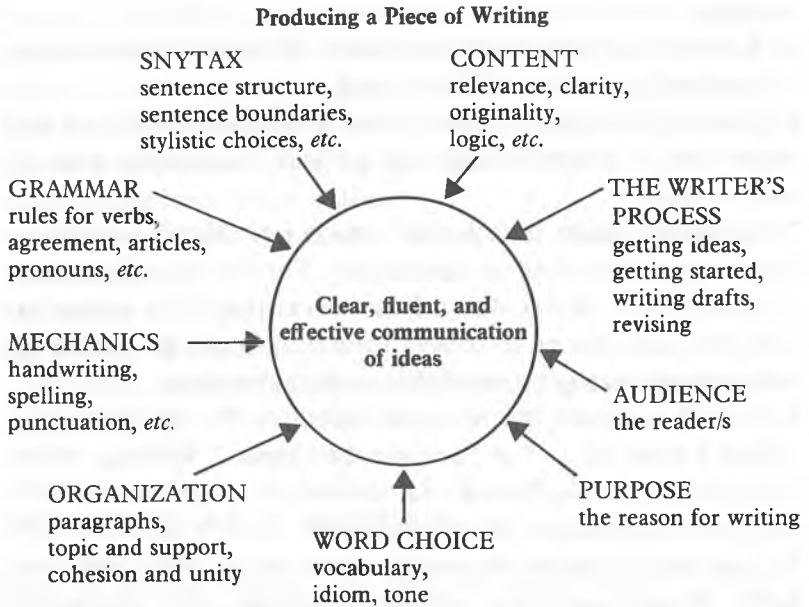 Producing a Piece of Writing
SNYTAX
sentence structure,
sentence boundaries,
stylistic choices, etc.
CONTENT
relevance, clarity,
originality,
logic, etc.
GRAMMAR
rules for verbs,
agreement, articles,
pronouns, etc.
THE WRITER'S
PROCESS
getting ideas,
getting started,
writing drafts,
revising
Clear, fluent, and
effective communication
of ideas
MECHANICS
handwriting,
spelling,
punctuation, etc.
AUDIENCE
the reader/s
ORGANIZATION
paragraphs,
topic and support,
cohesion and unity
WORD CHOICE
vocabulary,
idiom, tone
PURPOSE
the reason for writing